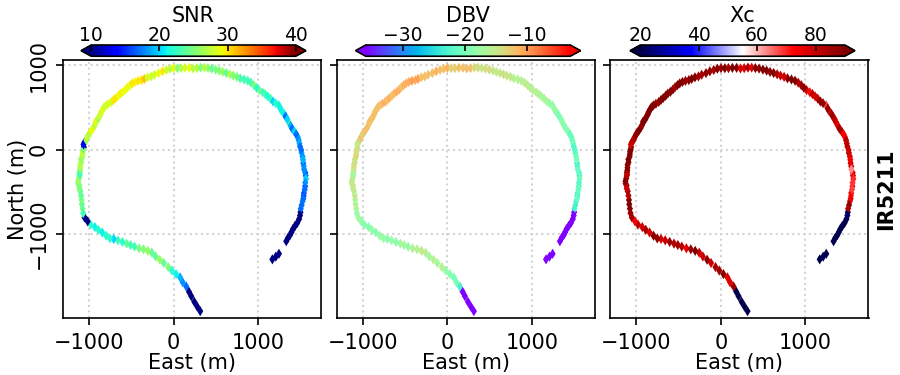 SNR DBV Xc
10 20 30 40 −30 −20 −10 20 40 60 80
North (m)
1000
0
−1000
IR5211
−1000 0 1000 −1000 0 1000 −1000 0 1000
East (m) East (m) East (m)